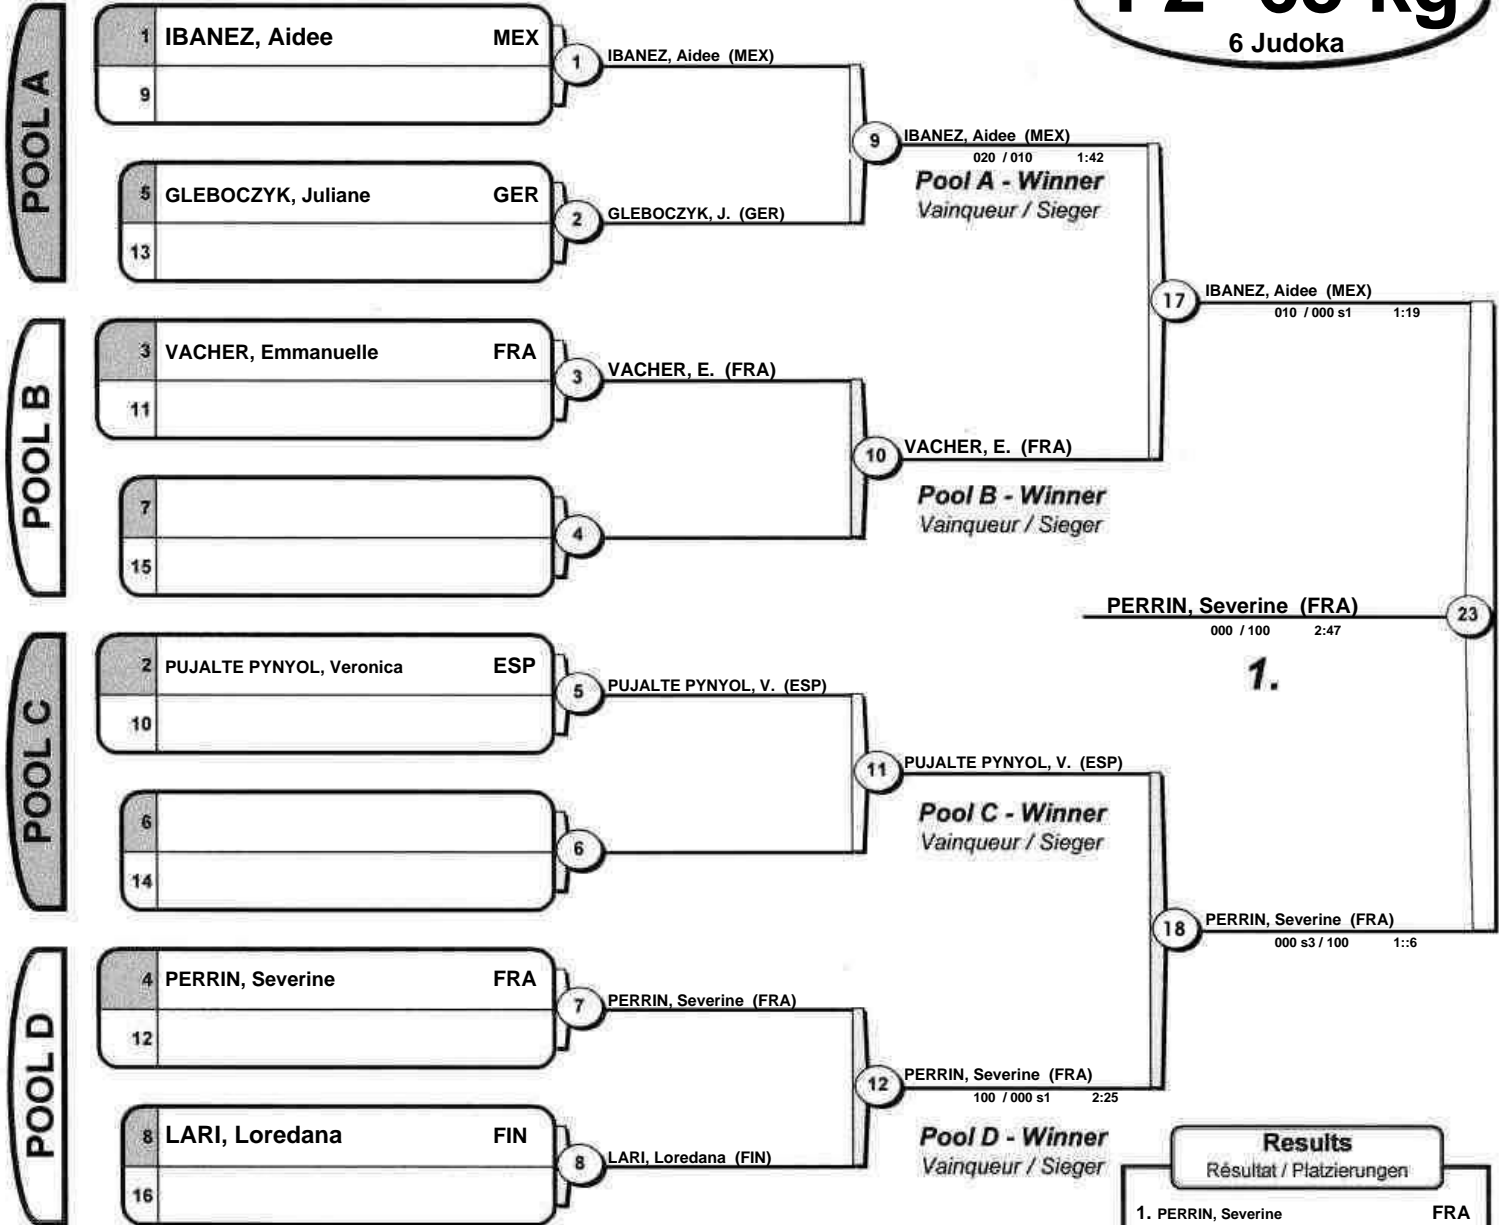 6 Judoka
POOL A
1 IBANEZ, Aidee MEX
9
1
IBANEZ, Aidee (MEX)
5 GLEBOCZYK, Juliane GER
13
2
GLEBOCZYK, J. (GER)
9
IBANEZ, Aidee (MEX)
020 / 010 1:42
Pool A - Winner
Vainqueur / Sieger
POOL B
3 VACHER, Emmanuelle FRA
11
3
VACHER, E. (FRA)
7
15
4
10
VACHER, E. (FRA)
Pool B - Winner
Vainqueur / Sieger
17
IBANEZ, Aidee (MEX)
010 / 000 s1 1:19
PERRIN, Severine (FRA)
000 / 100 2:47
23
1.
POOL C
2 PUJALTE PYNYOL, Veronica ESP
10
5
PUJALTE PYNYOL, V. (ESP)
6
14
6
11
PUJALTE PYNYOL, V. (ESP)
Pool C - Winner
Vainqueur / Sieger
18
PERRIN, Severine (FRA)
000 s3 / 100 1::6
POOL D
4 PERRIN, Severine FRA
12
7
PERRIN, Severine (FRA)
8 LARI, Loredana FIN
16
8
LARI, Loredana (FIN)
12
PERRIN, Severine (FRA)
100 / 000 s1 2:25
Pool D - Winner
Vainqueur / Sieger
Results
Résultat / Platzierungen
1. PERRIN, Severine FRA